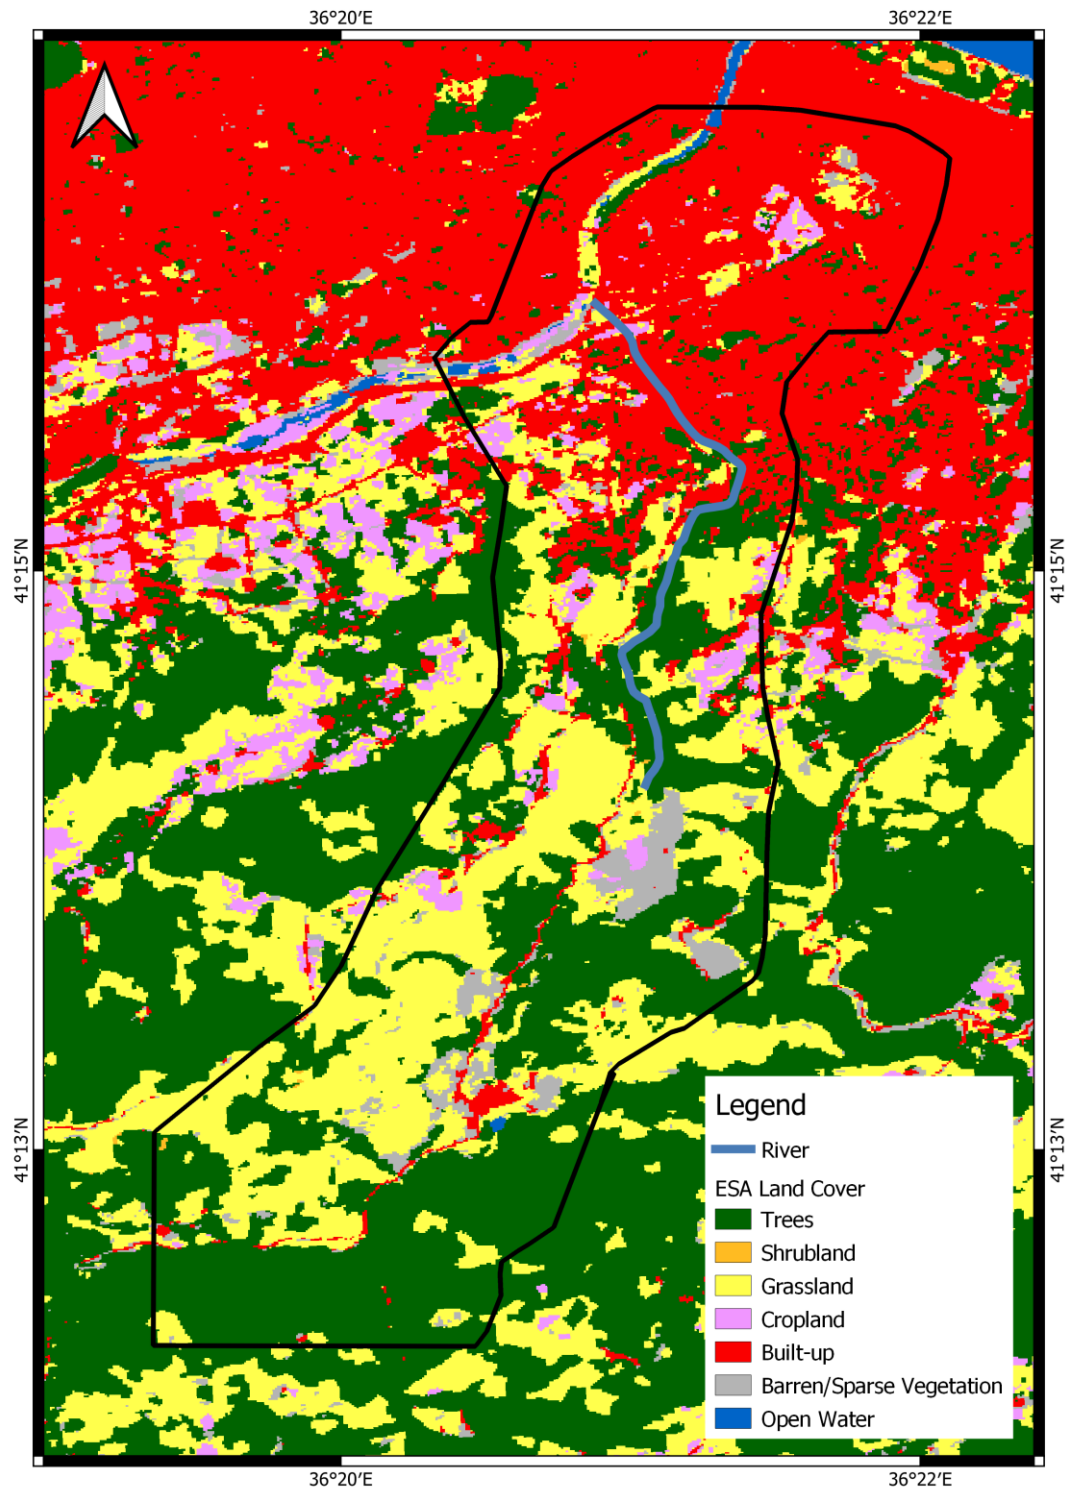 36°20′E 36°22′E
41°15′N 41°15′N
Legend
River
ESA Land Cover
Trees
Shrubland
Grassland
Cropland
Built-up
Barren/Sparse Vegetation
Open Water
41°13′N 41°13′N
36°20′E 36°22′E